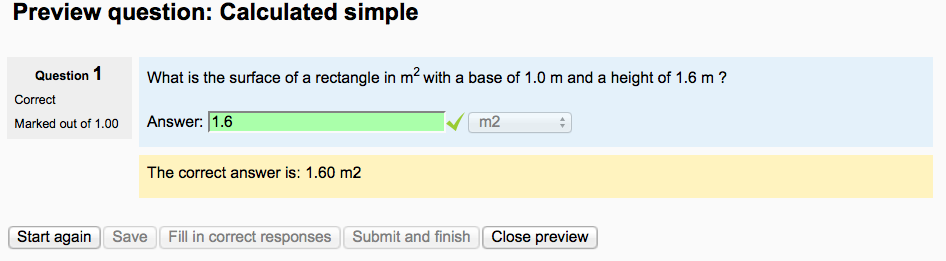 Preview question: Calculated simple
Question 1
Correct
Marked out of 1.00
What is the surface of a rectangle in m² with a base of 1.0 m and a height of 1.6 m ?
Answer: 1.6 m2
The correct answer is: 1.60 m2
Start again Save Fill in correct responses Submit and finish Close preview